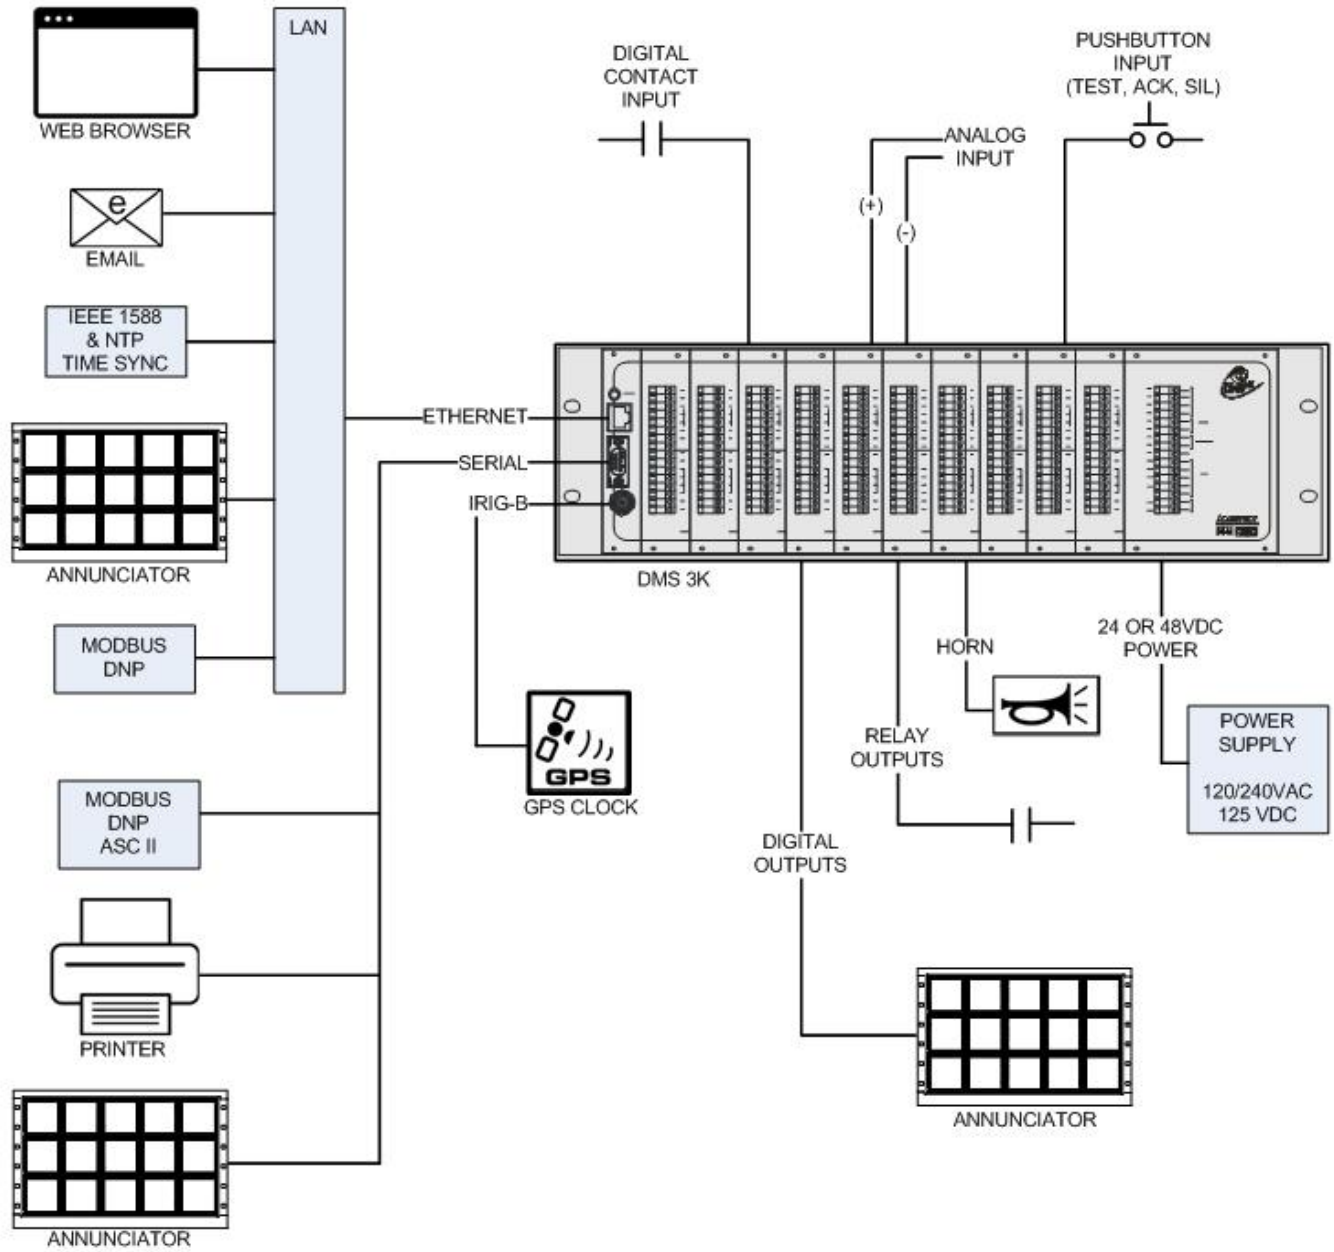 LAN
WEB BROWSER
e
EMAIL
IEEE 1588
& NTP
TIME SYNC
ANNUNCIATOR
MODBUS
DNP
MODBUS
DNP
ASC II
PRINTER
ANNUNCIATOR
DIGITAL
CONTACT
INPUT
ANALOG
INPUT
(+)
(-)
PUSHBUTTON
INPUT
(TEST, ACK, SIL)
ETHERNET
SERIAL
IRIG-B
DMS 3K
GPS
GPS CLOCK
HORN
24 OR 48VDC
POWER
RELAY
OUTPUTS
POWER
SUPPLY
120/240VAC
125 VDC
DIGITAL
OUTPUTS
ANNUNCIATOR